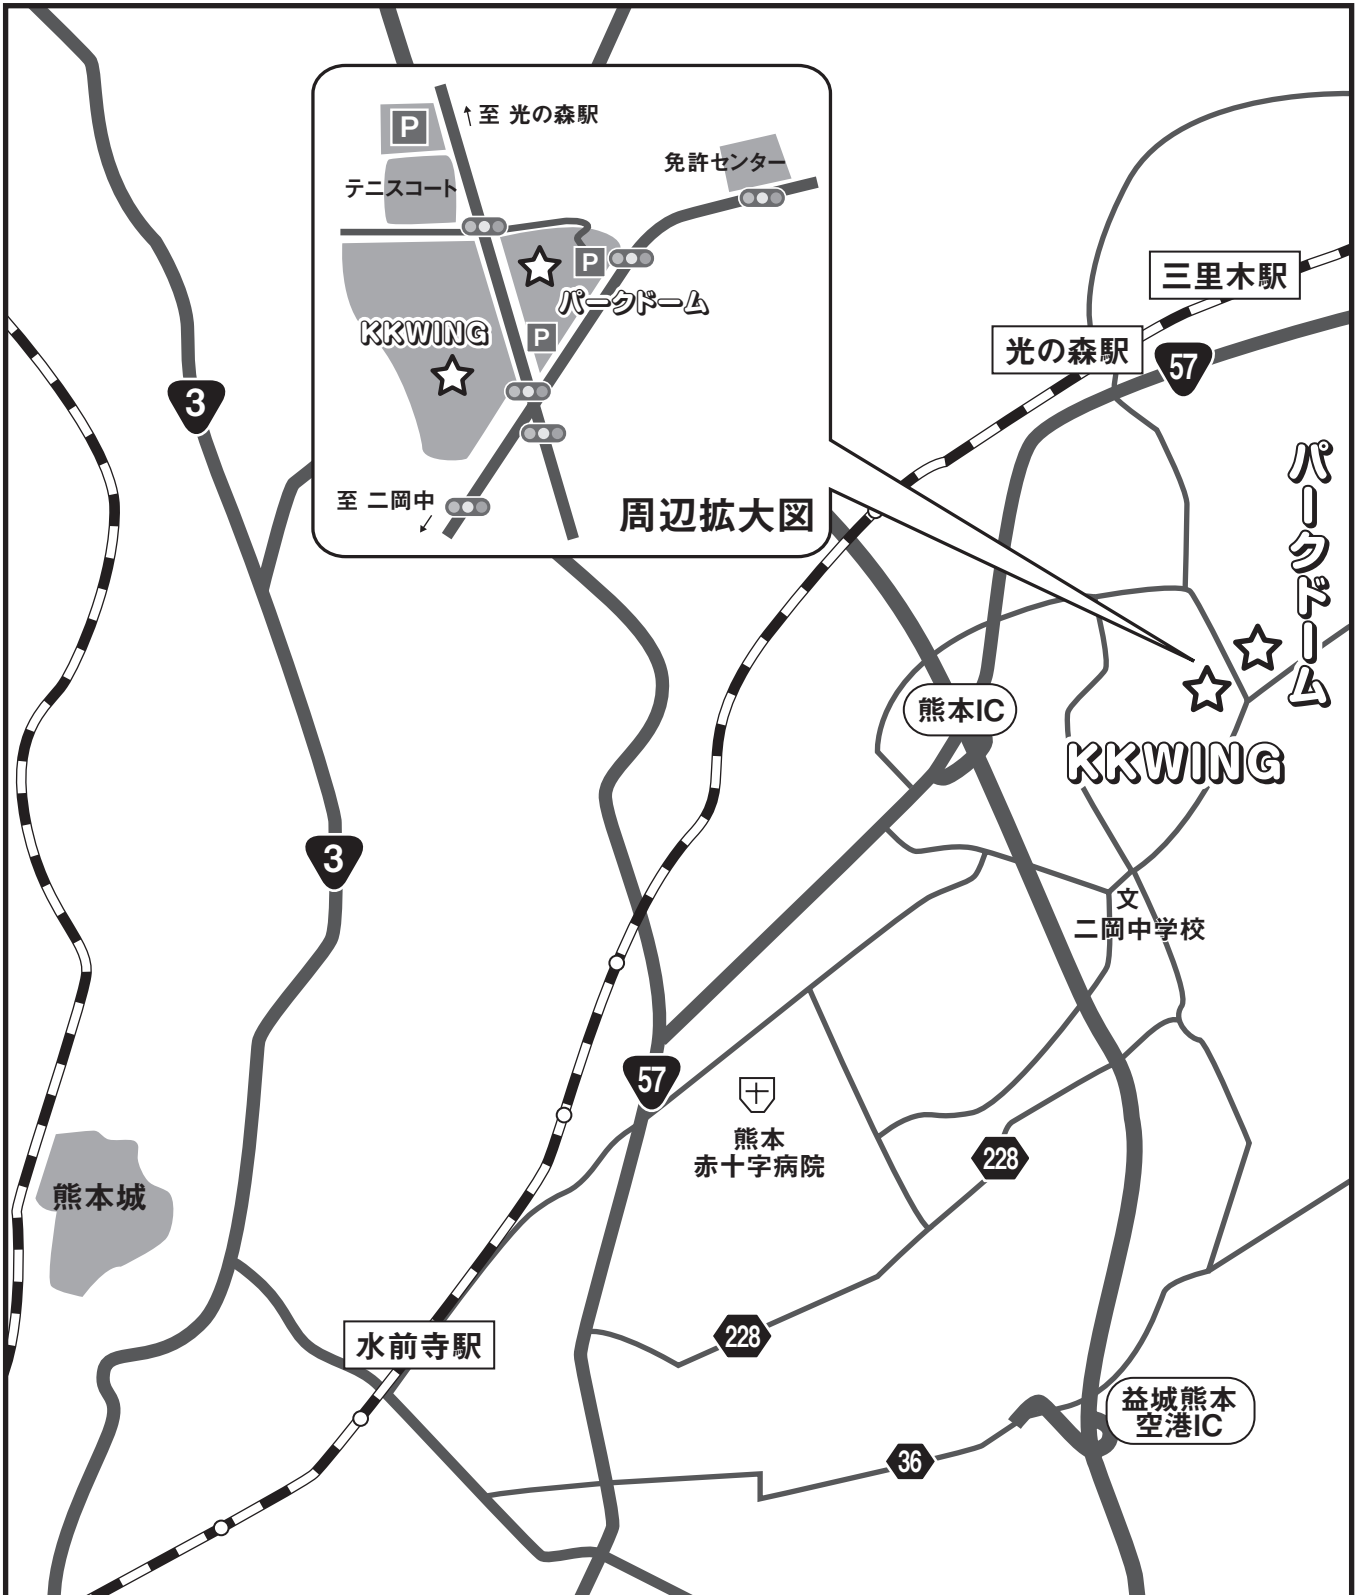 P
↑至 光の森駅
免許センター
テニスコート
P
パークドーム
KKWING
P
至 二岡中
周辺拡大図
三里木駅
光の森駅
57
3
パークドーム
熊本IC
KKWING
3
文
二岡中学校
57
熊本
赤十字病院
228
熊本城
228
水前寺駅
益城熊本
空港IC
36